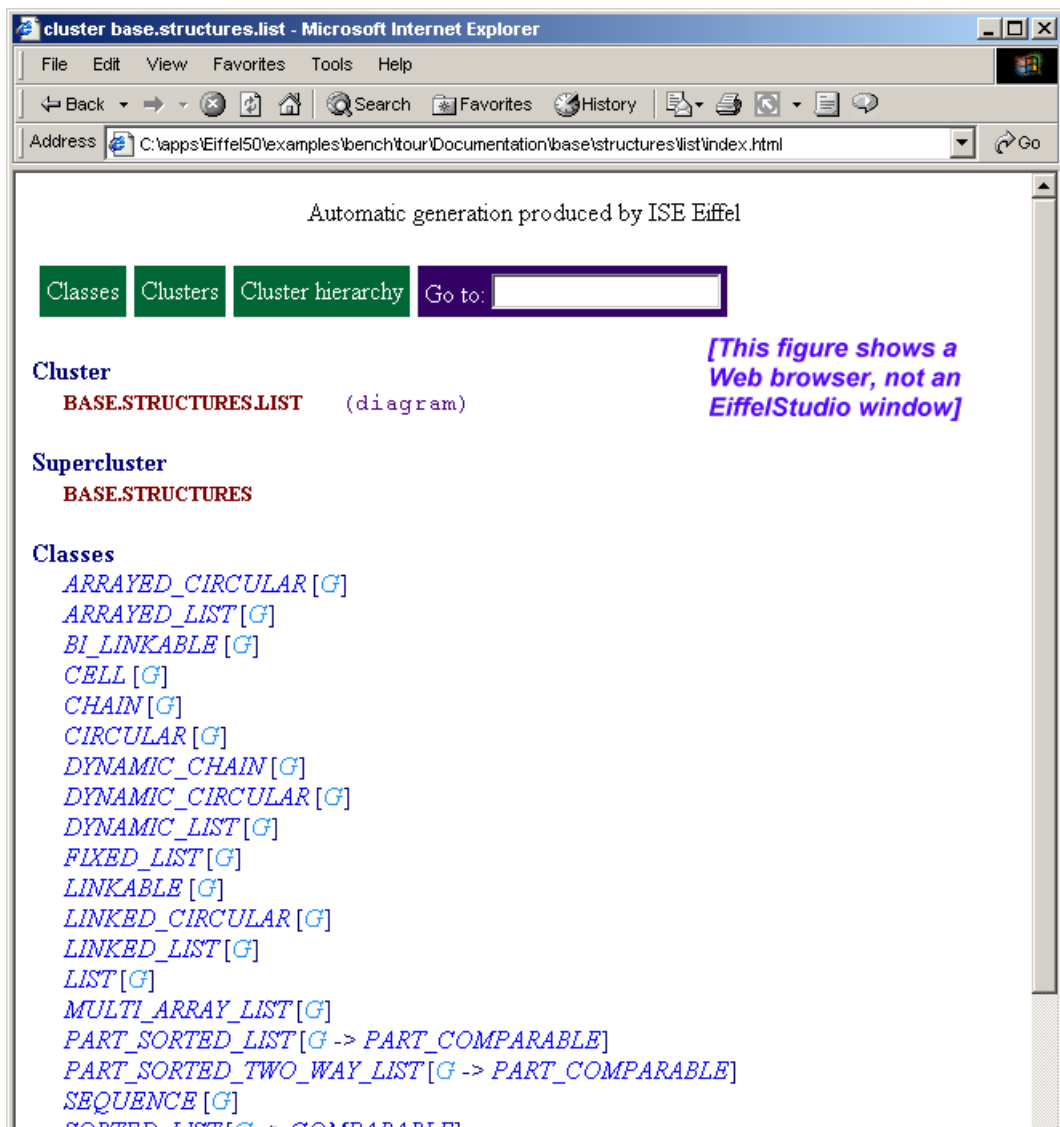 cluster base.structures.list - Microsoft Internet Explorer
File Edit View Favorites Tools Help
Back Search Favorites History
Address C:\apps\Eiffel50\examples\bench\tour\Documentation\base\structures\list\index.html Go
Automatic generation produced by ISE Eiffel
Classes Clusters Cluster hierarchy Go to:
[This figure shows a
Web browser, not an
EiffelStudio window]
Cluster
BASE.STRUCTURES.LIST (diagram)
Supercluster
BASE.STRUCTURES
Classes
ARRAYED_CIRCULAR [G]
ARRAYED_LIST [G]
BI_LINKABLE [G]
CELL [G]
CHAIN [G]
CIRCULAR [G]
DYNAMIC_CHAIN [G]
DYNAMIC_CIRCULAR [G]
DYNAMIC_LIST [G]
FIXED_LIST [G]
LINKABLE [G]
LINKED_CIRCULAR [G]
LINKED_LIST [G]
LIST [G]
MULTI_ARRAY_LIST [G]
PART_SORTED_LIST [G -> PART_COMPARABLE]
PART_SORTED_TWO_WAY_LIST [G -> PART_COMPARABLE]
SEQUENCE [G]
SORTED_LIST [G -> COMPARABLE]